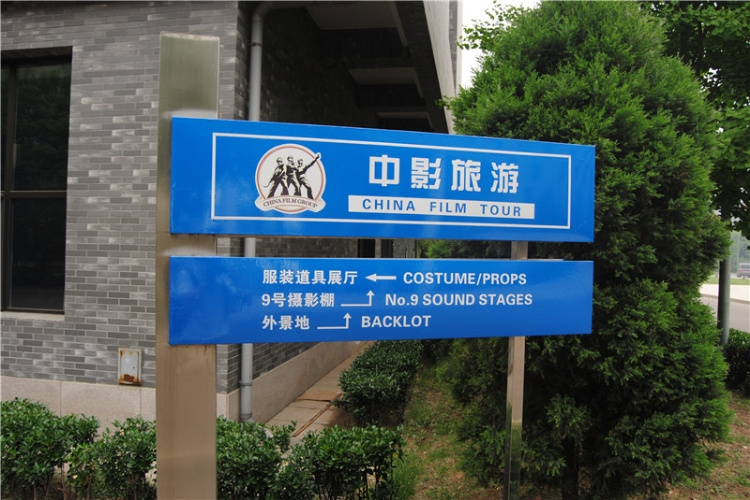 中影旅游
CHINA FILM GROUP
CHINA FILM TOUR
服装道具展厅 ← COSTUME/PROPS
9号摄影棚 No.9 SOUND STAGES
外景地 BACKLOT